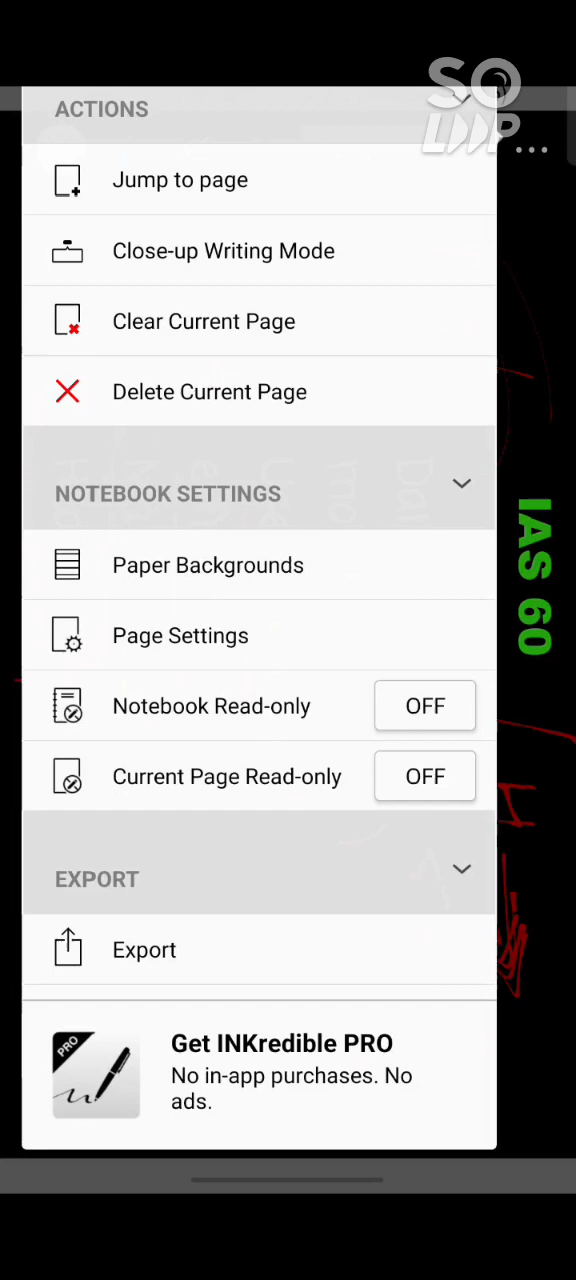 SO
LOOP
ACTIONS
Jump to page
Close-up Writing Mode
Clear Current Page
Delete Current Page
NOTEBOOK SETTINGS
Paper Backgrounds
Page Settings
Notebook Read-only OFF
Current Page Read-only OFF
EXPORT
Export
PRO
Get INKredible PRO
No in-app purchases. No
ads.
IAS 60